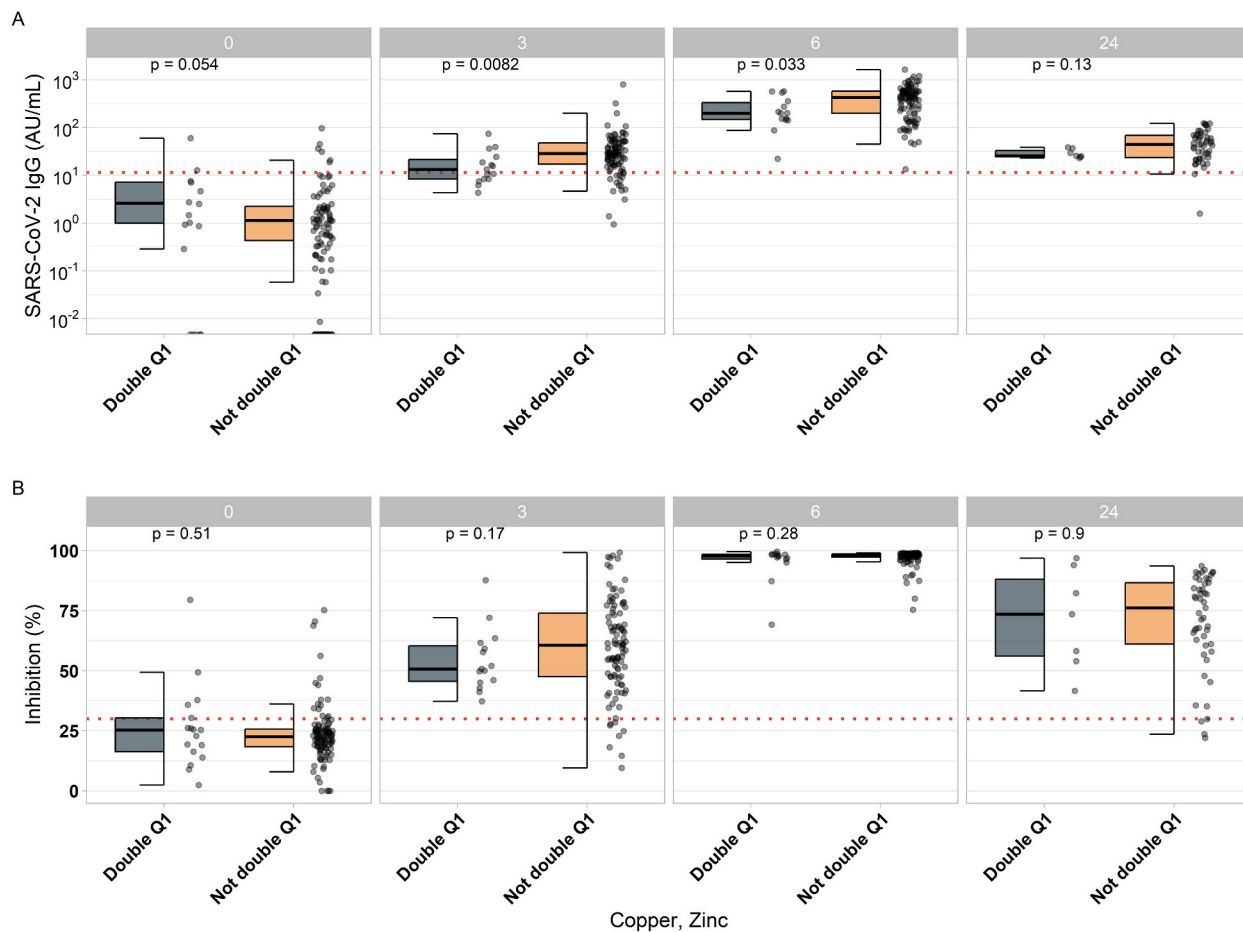 A
0 3 6 24
p = 0.054 p = 0.0082 p = 0.033 p = 0.13
SARS-CoV-2 IgG (AU/mL)
10³
10²
10¹
10⁰
10⁻¹
10⁻²
Double Q1 Not double Q1 Double Q1 Not double Q1 Double Q1 Not double Q1 Double Q1 Not double Q1
B
0 3 6 24
p = 0.51 p = 0.17 p = 0.28 p = 0.9
Inhibition (%)
100
75
50
25
0
Double Q1 Not double Q1 Double Q1 Not double Q1 Double Q1 Not double Q1 Double Q1 Not double Q1
Copper, Zinc